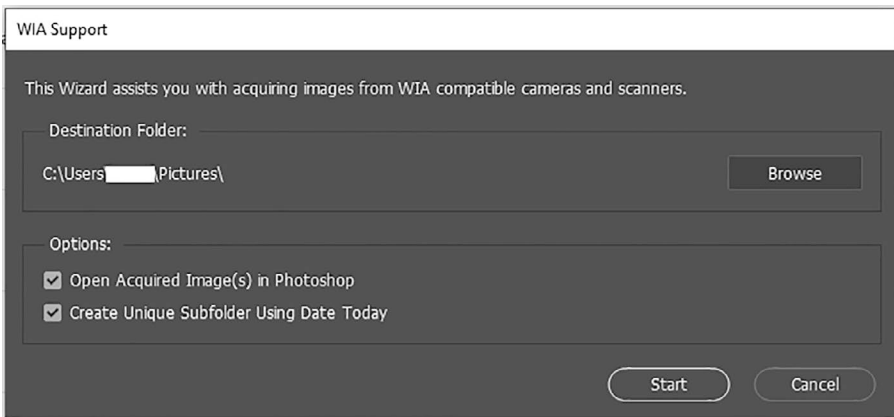 WIA Support
This Wizard assists you with acquiring images from WIA compatible cameras and scanners.
Destination Folder:
C:\Users\ \Pictures\
Browse
Options:
Open Acquired Image(s) in Photoshop
Create Unique Subfolder Using Date Today
Start
Cancel